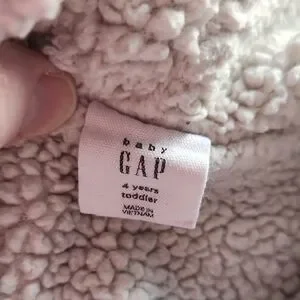 baby
GAP
4 years
toddler
MADE IN
VIETNAM